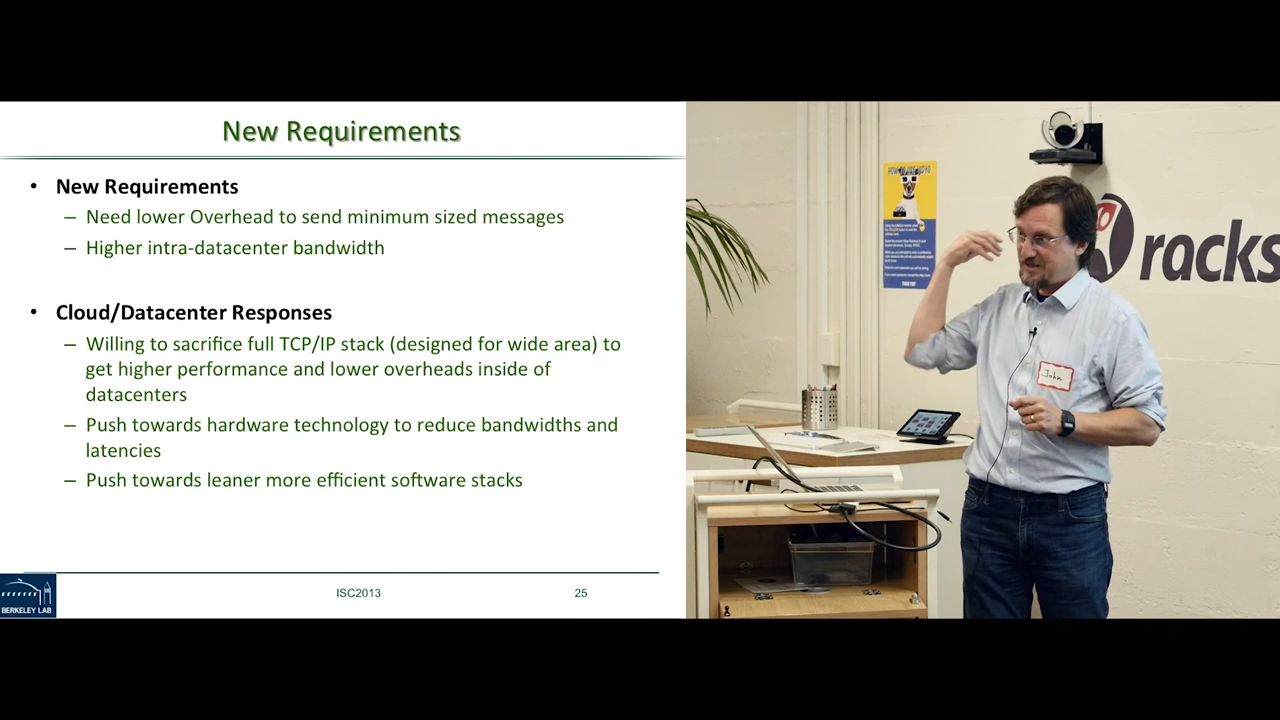 New Requirements
• New Requirements
– Need lower Overhead to send minimum sized messages
– Higher intra-datacenter bandwidth
• Cloud/Datacenter Responses
– Willing to sacrifice full TCP/IP stack (designed for wide area) to
get higher performance and lower overheads inside of
datacenters
– Push towards hardware technology to reduce bandwidths and
latencies
– Push towards leaner more efficient software stacks
BERKELEY LAB
ISC2013
25
racks
John
THANK YOU!